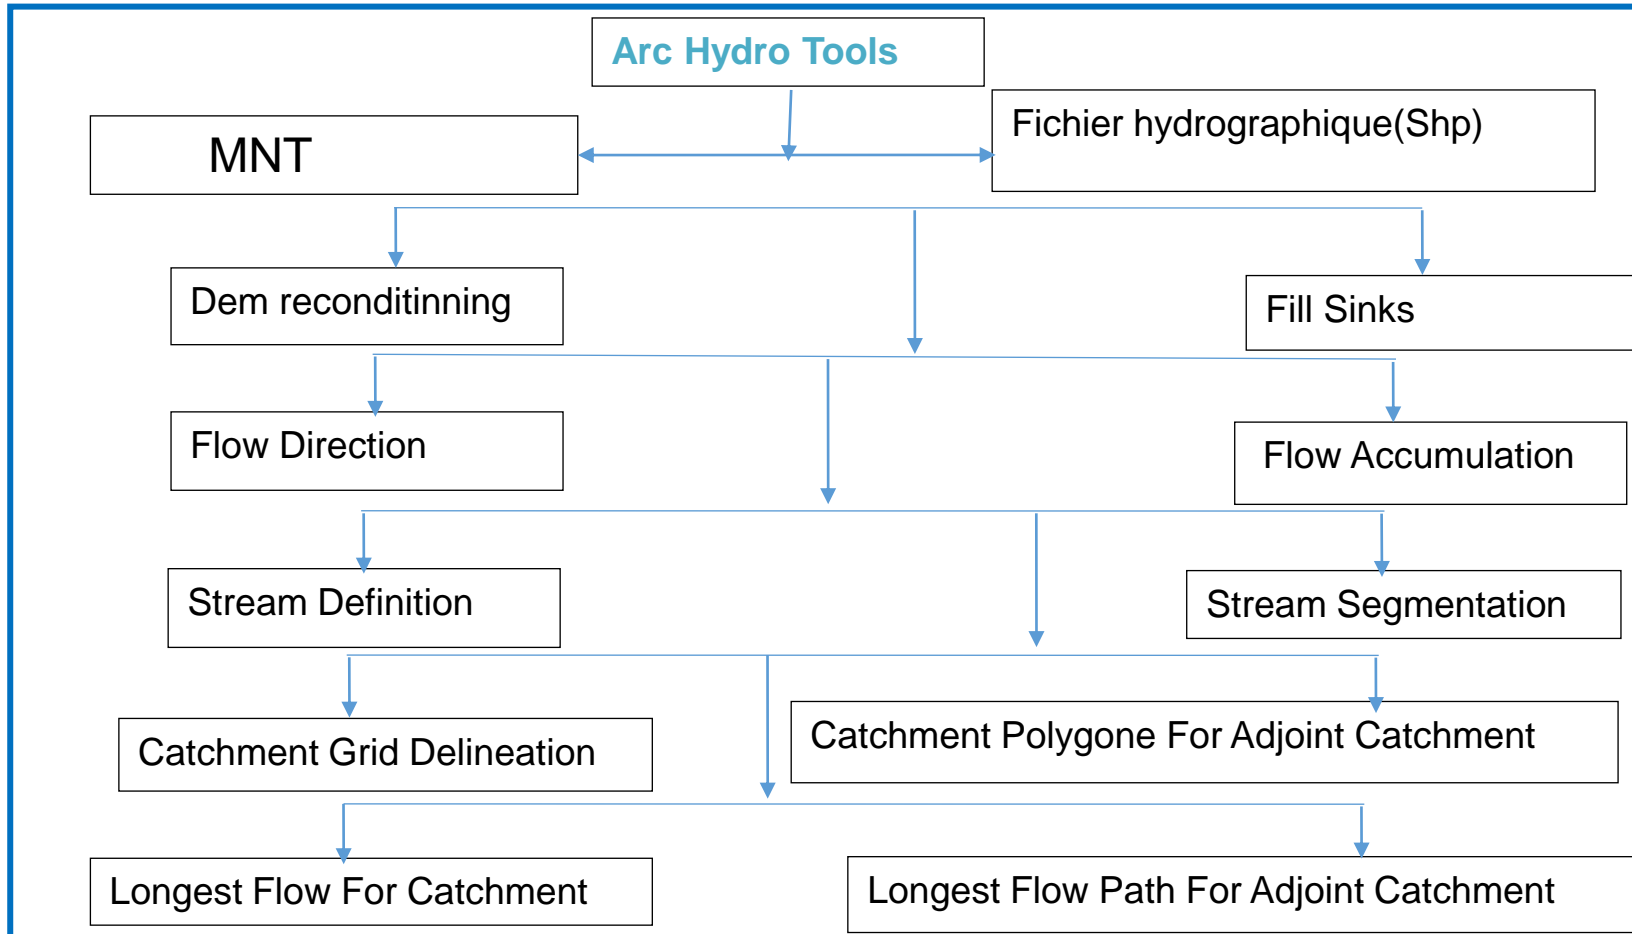 Arc Hydro Tools
MNT
Fichier hydrographique(Shp)
Dem reconditinning
Fill Sinks
Flow Direction
Flow Accumulation
Stream Definition
Stream Segmentation
Catchment Grid Delineation
Catchment Polygone For Adjoint Catchment
Longest Flow For Catchment
Longest Flow Path For Adjoint Catchment